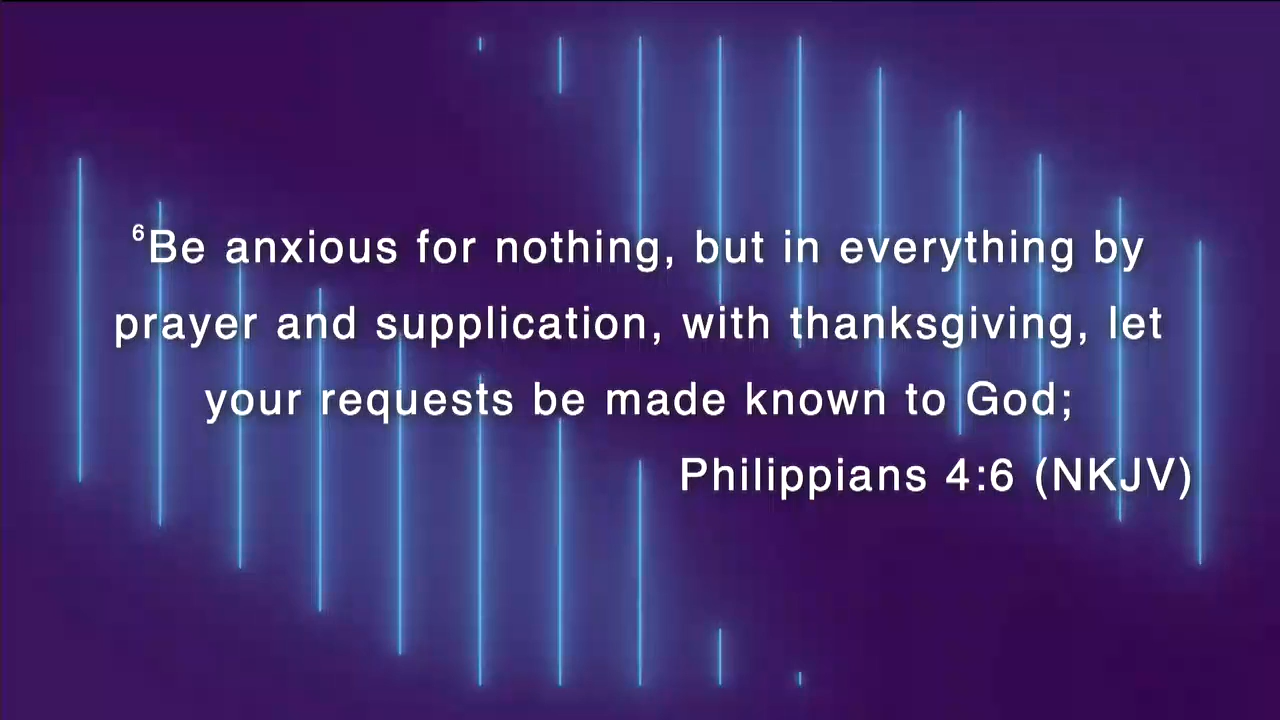 ⁶Be anxious for nothing, but in everything by
prayer and supplication, with thanksgiving, let
your requests be made known to God;
Philippians 4:6 (NKJV)